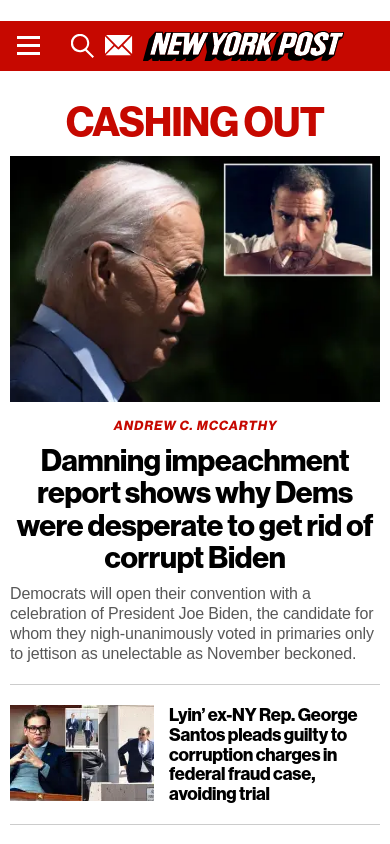 NEW YORK POST
CASHING OUT
ANDREW C. MCCARTHY
Damning impeachment
report shows why Dems
were desperate to get rid of
corrupt Biden
Democrats will open their convention with a
celebration of President Joe Biden, the candidate for
whom they nigh-unanimously voted in primaries only
to jettison as unelectable as November beckoned.
Lyin’ ex-NY Rep. George
Santos pleads guilty to
corruption charges in
federal fraud case,
avoiding trial